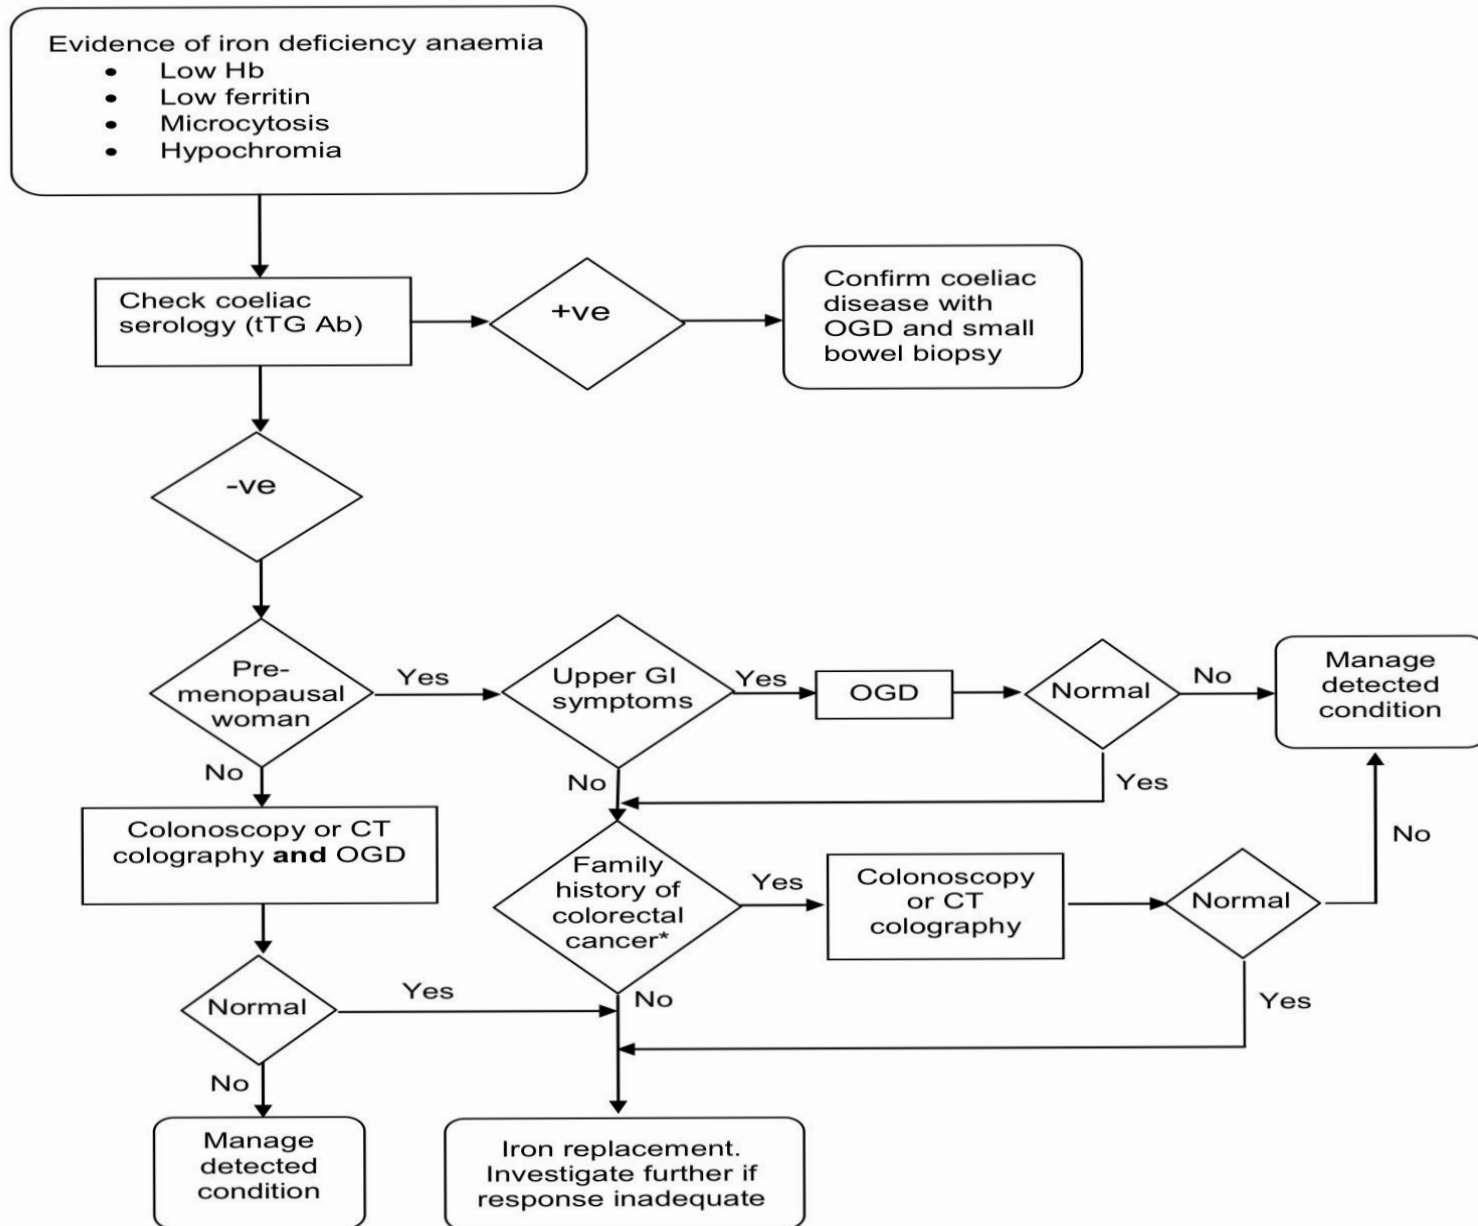 Evidence of iron deficiency anaemia
• Low Hb
• Low ferritin
• Microcytosis
• Hypochromia
Check coeliac
serology (tTG Ab)
+ve
Confirm coeliac
disease with
OGD and small
bowel biopsy
-ve
Pre-
menopausal
woman
Yes
Upper GI
symptoms
Yes
OGD
Normal
No
Manage
detected
condition
No
No
Yes
Colonoscopy or CT
colography and OGD
Family
history of
colorectal
cancer*
Yes
Colonoscopy
or CT
colography
Normal
No
Normal
Yes
No
Yes
No
Manage
detected
condition
Iron replacement.
Investigate further if
response inadequate